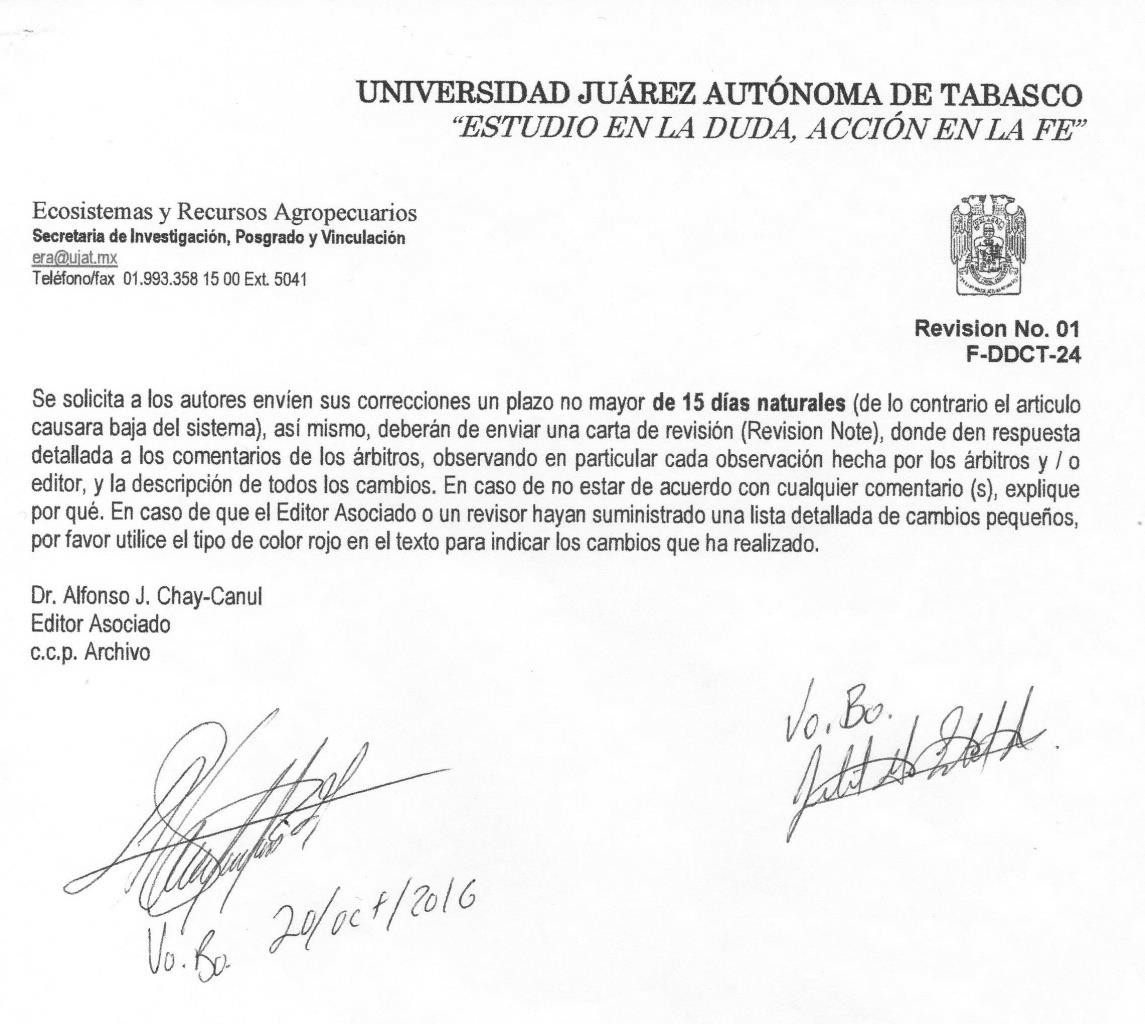 UNIVERSIDAD JUÁREZ AUTÓNOMA DE TABASCO
“ESTUDIO EN LA DUDA, ACCIÓN EN LA FE”
Ecosistemas y Recursos Agropecuarios
Secretaria de Investigación, Posgrado y Vinculación
era@ujat.mx
Teléfono/fax 01.993.358 15 00 Ext. 5041
Revision No. 01
F-DDCT-24
Se solicita a los autores envíen sus correcciones un plazo no mayor de 15 días naturales (de lo contrario el articulo
causara baja del sistema), así mismo, deberán de enviar una carta de revisión (Revision Note), donde den respuesta
detallada a los comentarios de los árbitros, observando en particular cada observación hecha por los árbitros y / o
editor, y la descripción de todos los cambios. En caso de no estar de acuerdo con cualquier comentario (s), explique
por qué. En caso de que el Editor Asociado o un revisor hayan suministrado una lista detallada de cambios pequeños,
por favor utilice el tipo de color rojo en el texto para indicar los cambios que ha realizado.
Dr. Alfonso J. Chay-Canul
Editor Asociado
c.c.p. Archivo
Vo. Bo.
Vo. Bo. 20/oct/2016